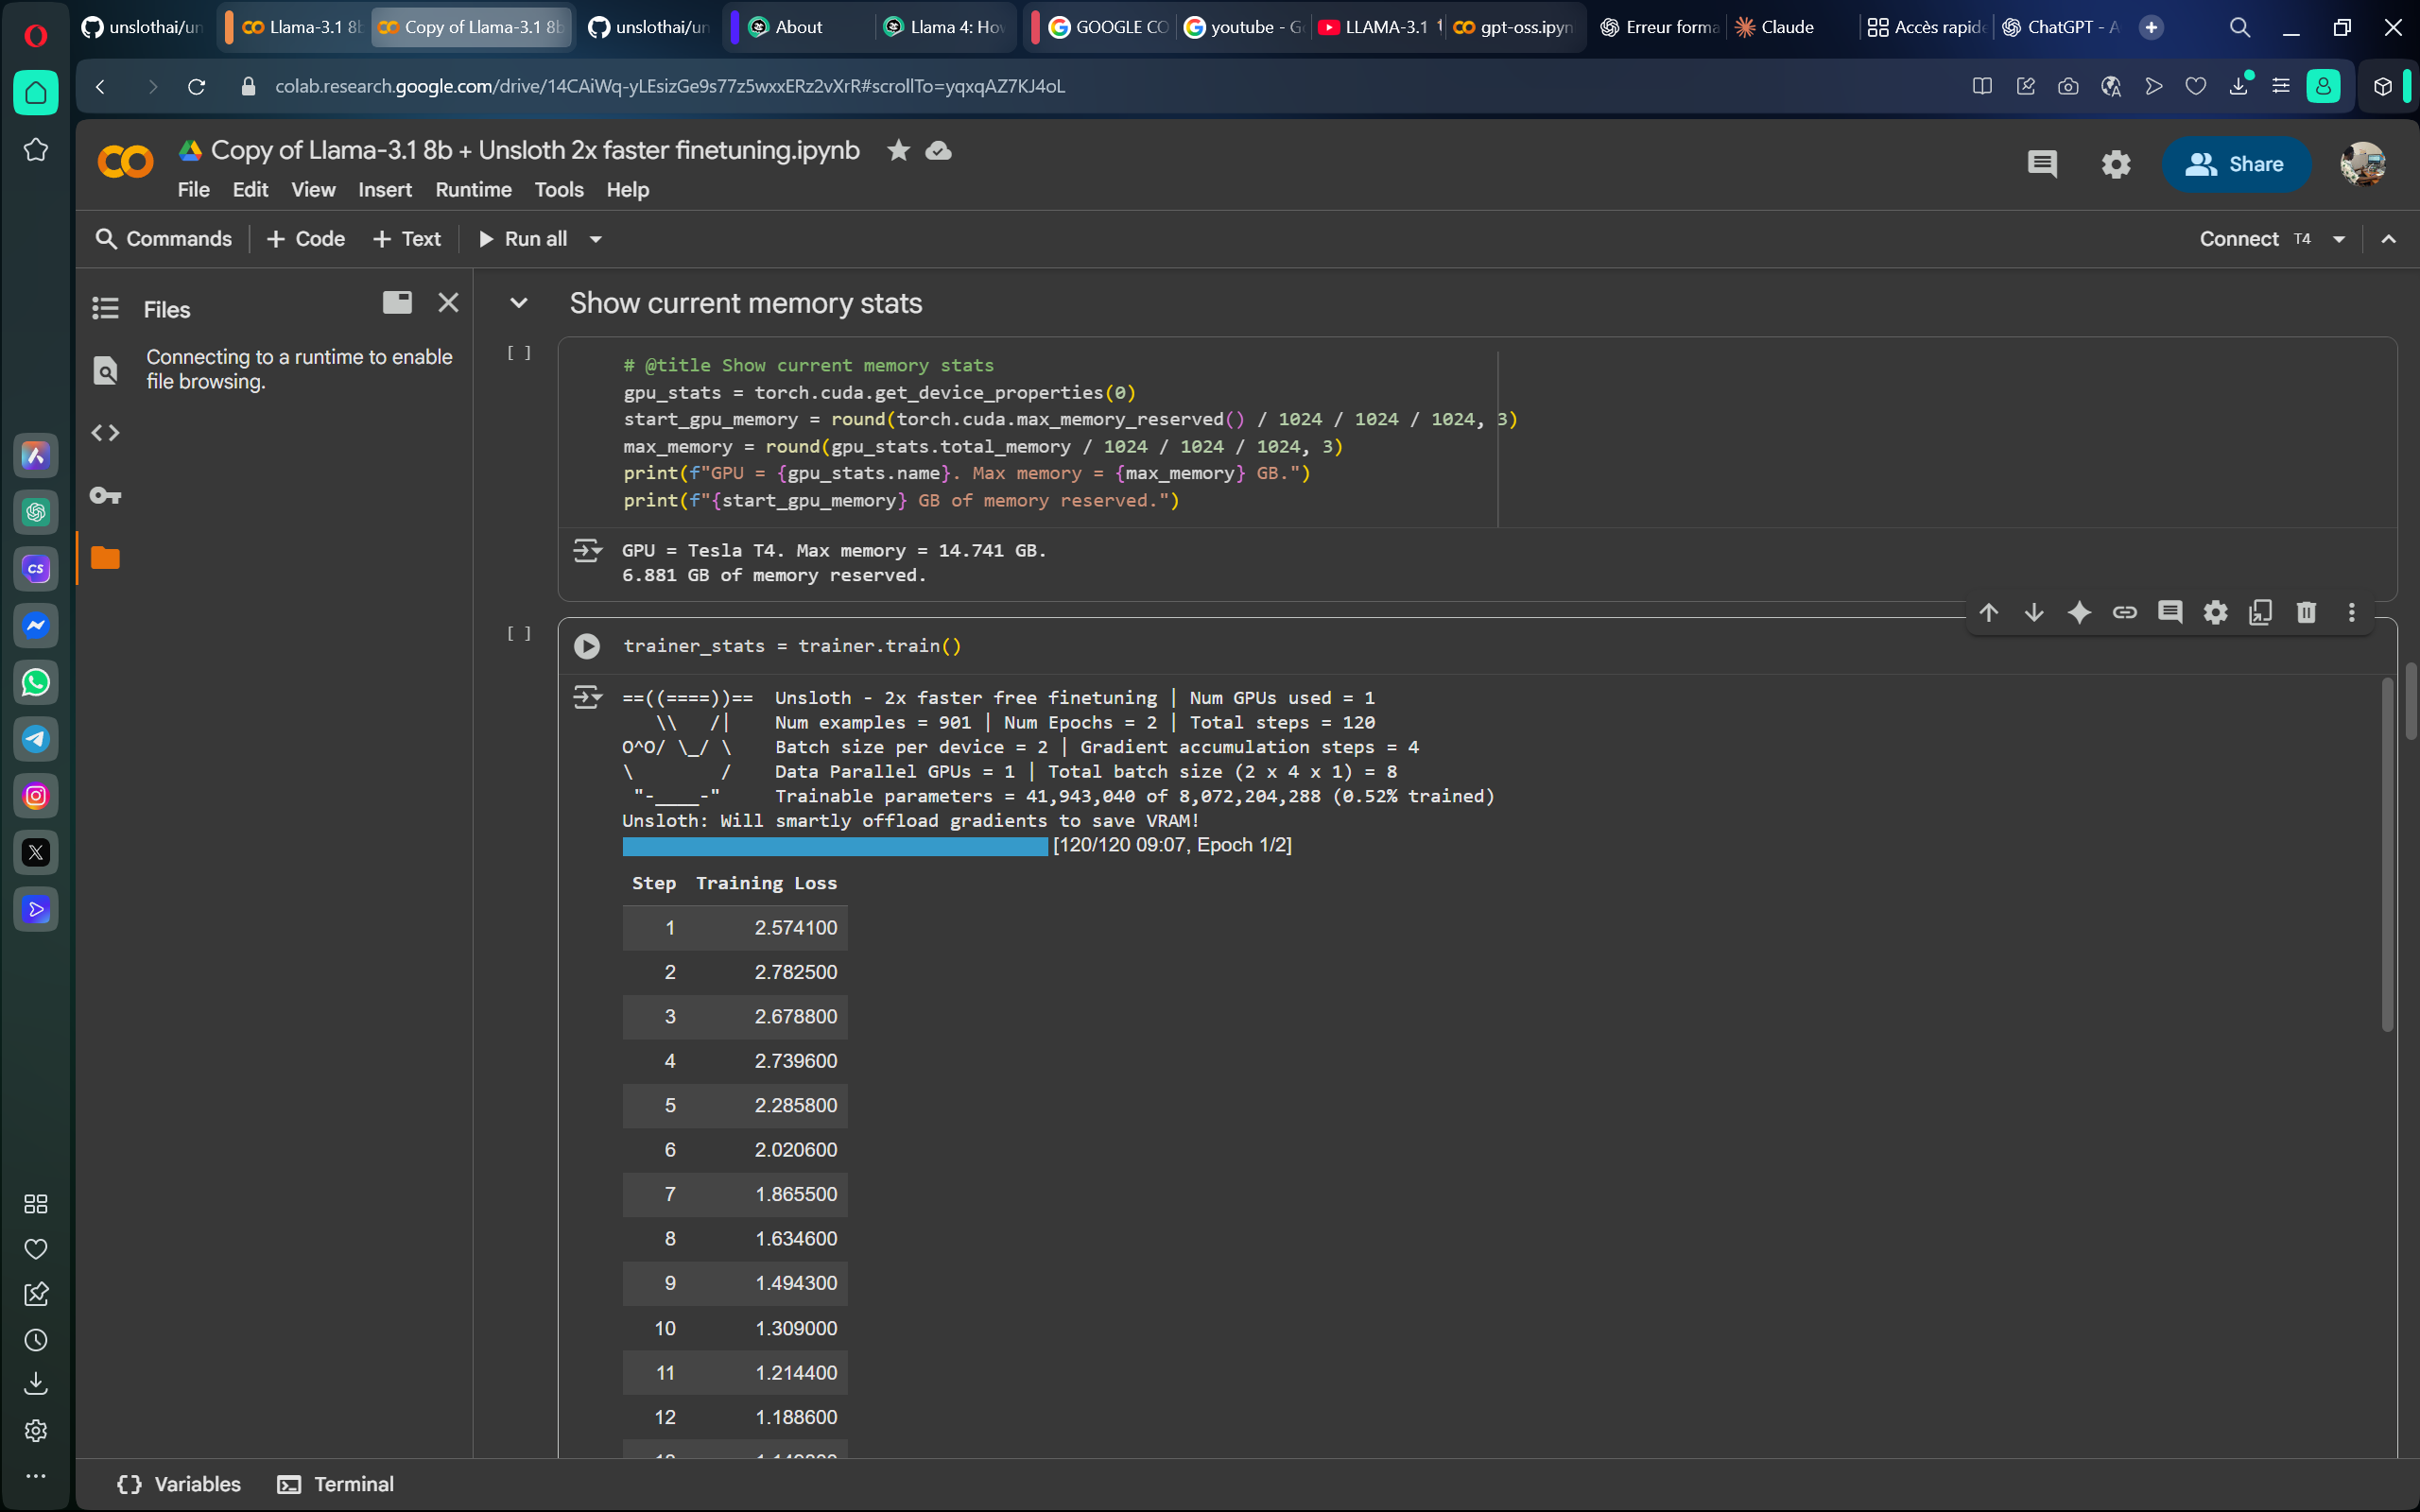 unslothai/un
Llama-3.1 8b
Copy of Llama-3.1 8b
unslothai/un
About
Llama 4: Ho
GOOGLE CO
youtube - G
LLAMA-3.1
gpt-oss.ipyn
Erreur forma
Claude
Accès rapid
ChatGPT - A
colab.research.google.com/drive/14CAiWq-yLEsizGe9s77z5wxxERz2vXrR#scrollTo=yqxqAZ7KJ4oL
Copy of Llama-3.1 8b + Unsloth 2x faster finetuning.ipynb
File Edit View Insert Runtime Tools Help
Share
Commands + Code + Text Run all
Connect T4
Files
Connecting to a runtime to enable
file browsing.
Show current memory stats
[ ]
# @title Show current memory stats
gpu_stats = torch.cuda.get_device_properties(0)
start_gpu_memory = round(torch.cuda.max_memory_reserved() / 1024 / 1024 / 1024, 3)
max_memory = round(gpu_stats.total_memory / 1024 / 1024 / 1024, 3)
print(f"GPU = {gpu_stats.name}. Max memory = {max_memory} GB.")
print(f"{start_gpu_memory} GB of memory reserved.")
GPU = Tesla T4. Max memory = 14.741 GB.
6.881 GB of memory reserved.
[ ]
trainer_stats = trainer.train()
==((====))==  Unsloth - 2x faster free finetuning | Num GPUs used = 1
   \\   /|    Num examples = 901 | Num Epochs = 2 | Total steps = 120
O^O/ \_/ \    Batch size per device = 2 | Gradient accumulation steps = 4
\        /    Data Parallel GPUs = 1 | Total batch size (2 x 4 x 1) = 8
 "-____-"     Trainable parameters = 41,943,040 of 8,072,204,288 (0.52% trained)
Unsloth: Will smartly offload gradients to save VRAM!
[120/120 09:07, Epoch 1/2]
Step Training Loss
1 2.574100
2 2.782500
3 2.678800
4 2.739600
5 2.285800
6 2.020600
7 1.865500
8 1.634600
9 1.494300
10 1.309000
11 1.214400
12 1.188600
CS
Variables
Terminal